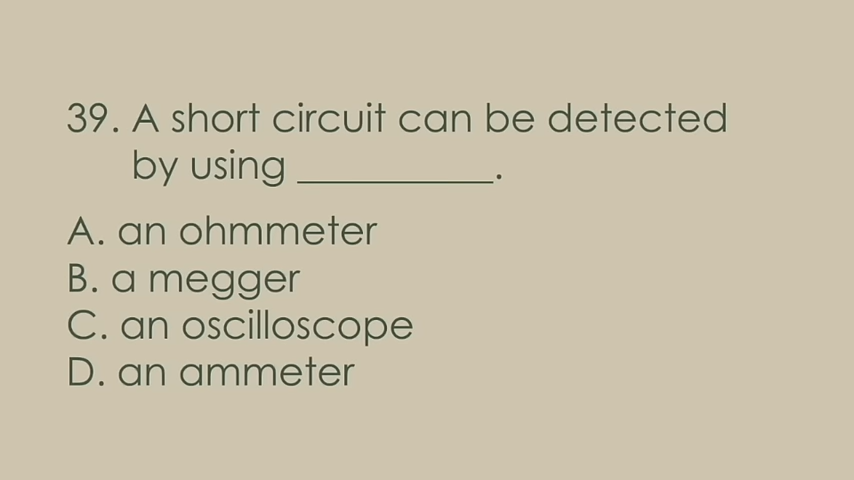 39. A short circuit can be detected
by using __________.
A. an ohmmeter
B. a megger
C. an oscilloscope
D. an ammeter